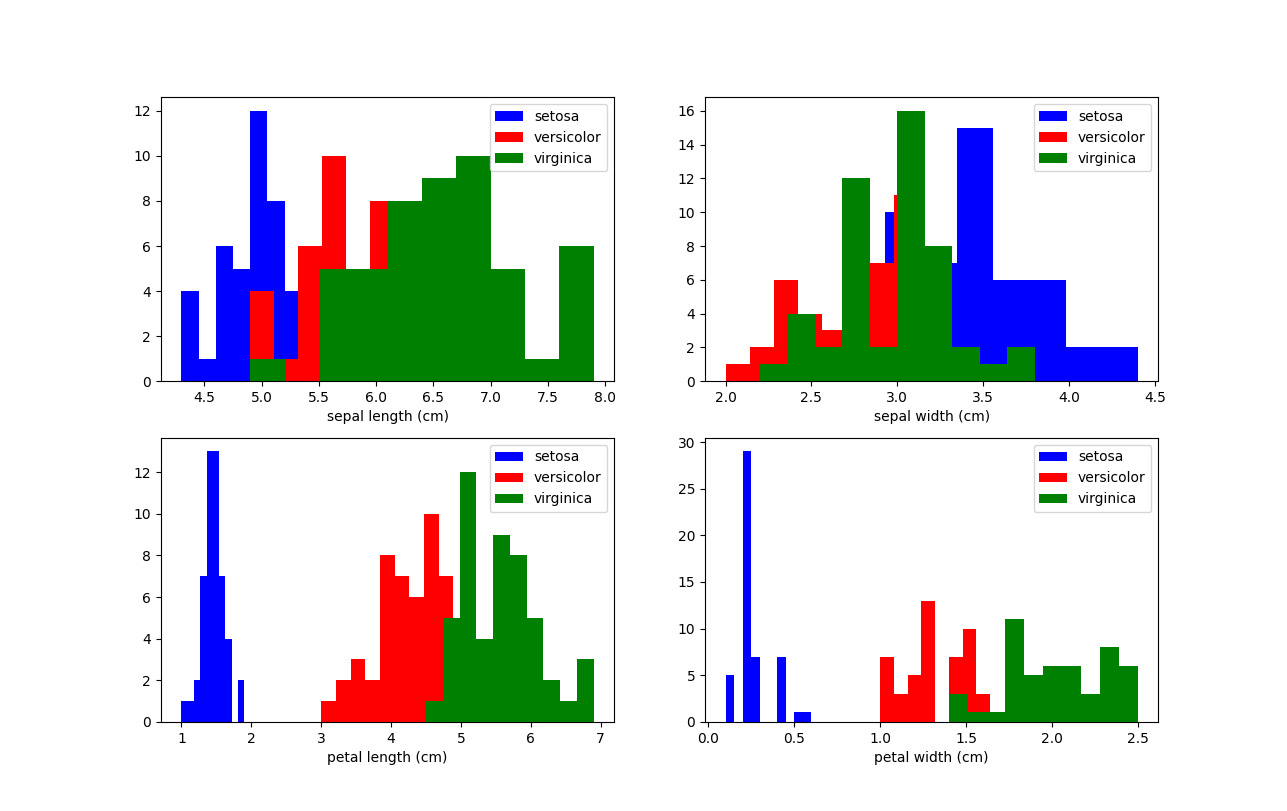 12
10
8
6
4
2
0
setosa
versicolor
virginica
4.5 5.0 5.5 6.0 6.5 7.0 7.5 8.0
sepal length (cm)
16
14
12
10
8
6
4
2
0
setosa
versicolor
virginica
2.0 2.5 3.0 3.5 4.0 4.5
sepal width (cm)
12
10
8
6
4
2
0
setosa
versicolor
virginica
1 2 3 4 5 6 7
petal length (cm)
30
25
20
15
10
5
0
setosa
versicolor
virginica
0.0 0.5 1.0 1.5 2.0 2.5
petal width (cm)